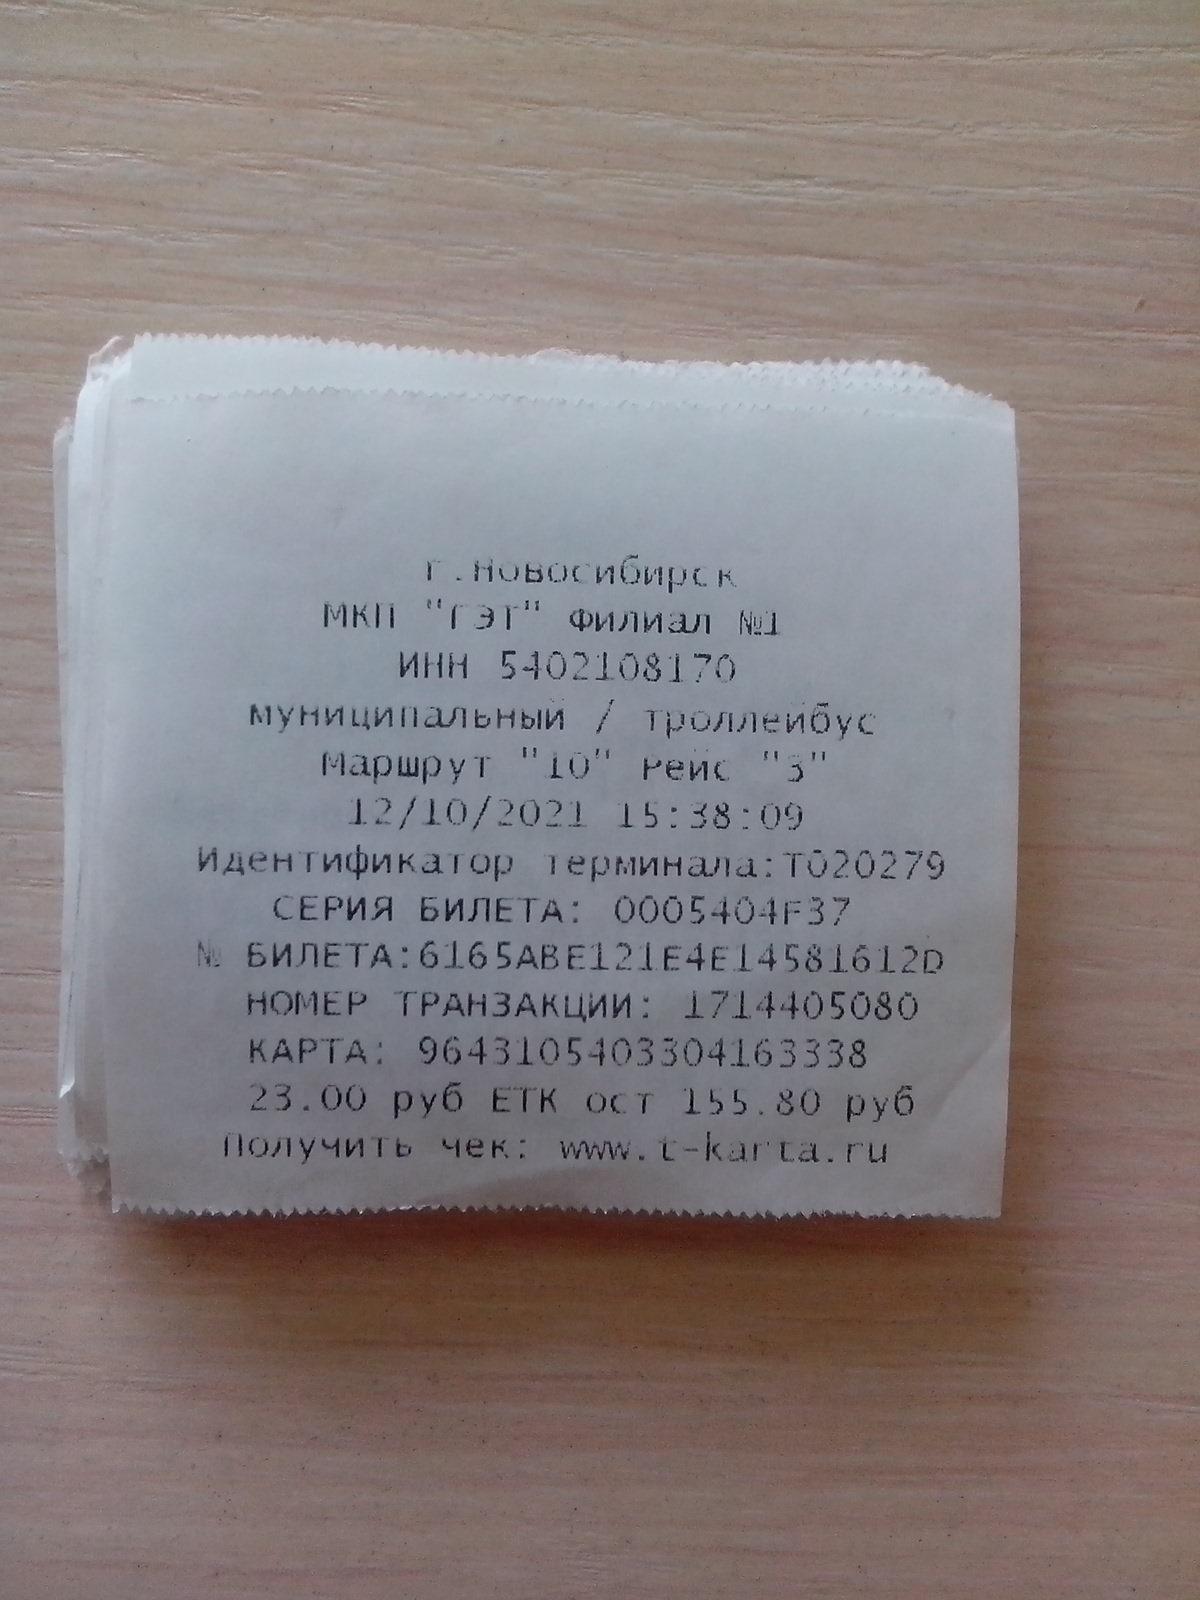 г.Новосибирск
МКП "ГЭТ" Филиал №1
ИНН 5402108170
муниципальный / троллейбус
Маршрут "10" Рейс "3"
12/10/2021 15:38:09
Идентификатор терминала:T020279
СЕРИЯ БИЛЕТА: 0005404F37
№ БИЛЕТА:6165ABE121E4E14581612D
НОМЕР ТРАНЗАКЦИИ: 1714405080
КАРТА: 9643105403304163338
23.00 руб ЕТК ост 155.80 руб
Получить чек: www.t-karta.ru